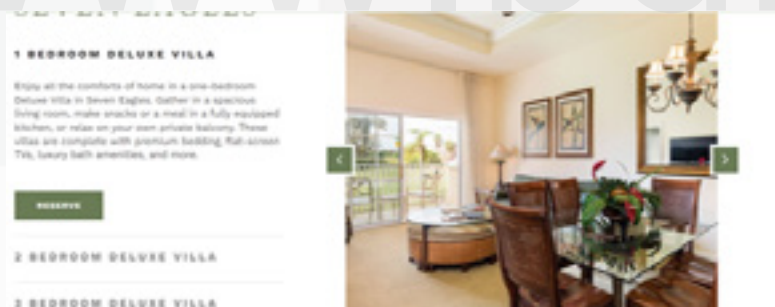 SEVEN EAGLES
1 BEDROOM DELUXE VILLA
Enjoy all the comforts of home in a one-bedroom
Deluxe Villa in Seven Eagles. Gather in a spacious
living room, make snacks or a meal in a fully equipped
kitchen, or relax on your own private balcony. These
villas are complete with premium bedding, flat-screen
TVs, luxury bath amenities, and more.
RESERVE
2 BEDROOM DELUXE VILLA
3 BEDROOM DELUXE VILLA